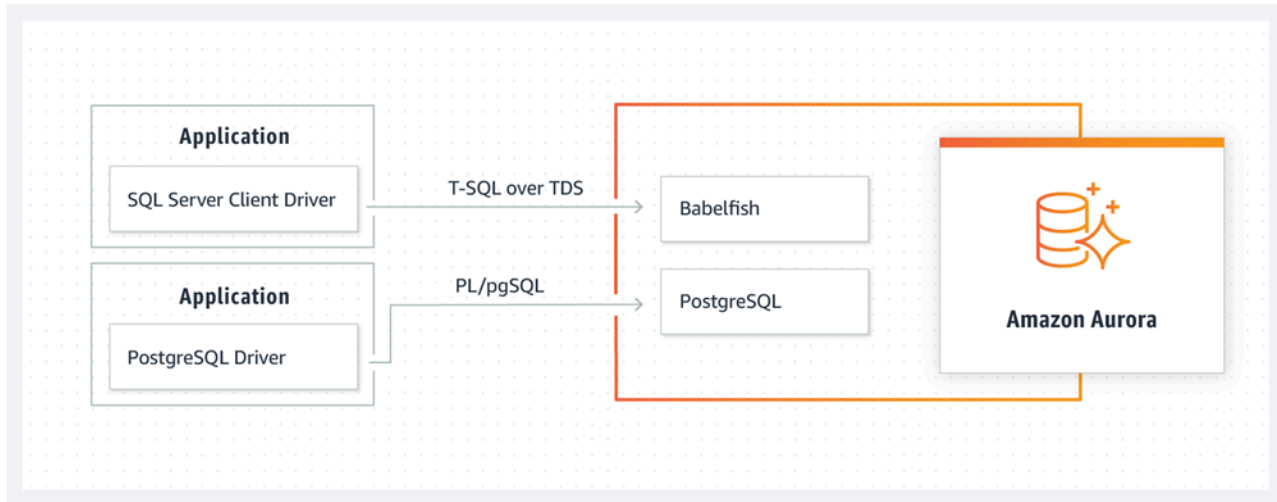 Application
SQL Server Client Driver
T-SQL over TDS
Babelfish
Application
PostgreSQL Driver
PL/pgSQL
PostgreSQL
Amazon Aurora